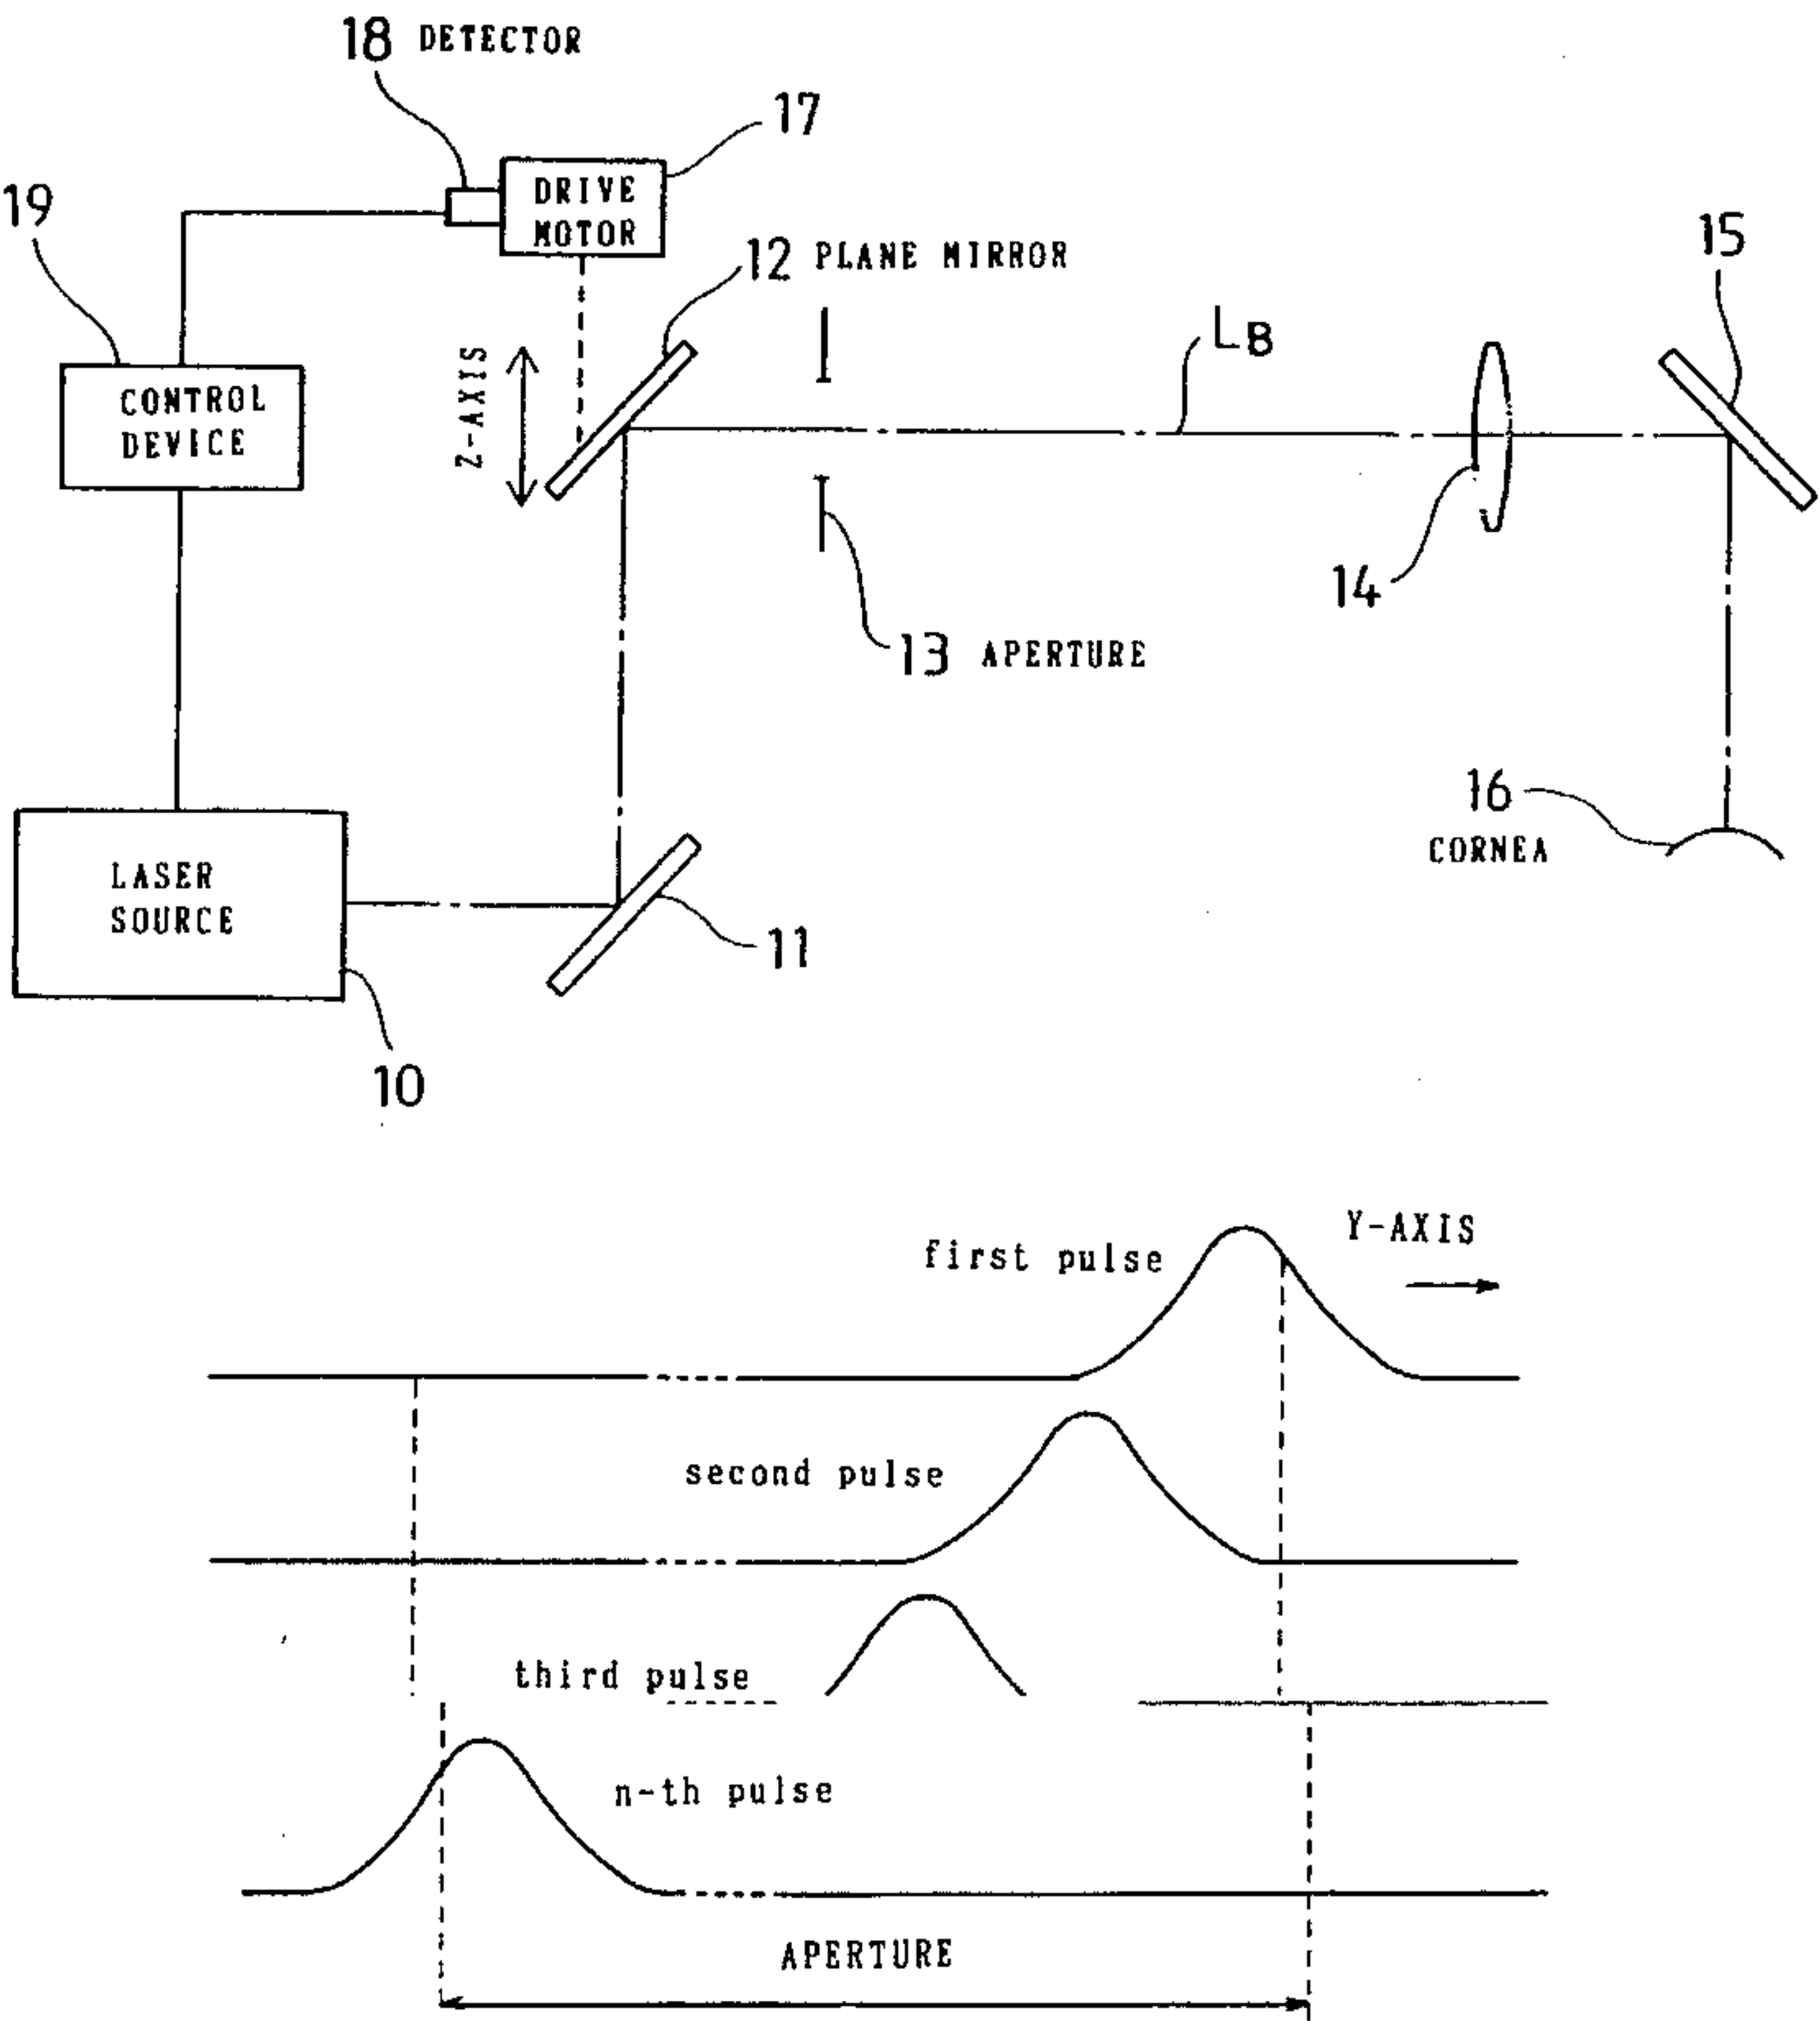 18 DETECTOR
17
DRIVE
MOTOR
19
12 PLANE MIRROR
15
Z-AXIS
LB
CONTROL
DEVICE
14
13 APERTURE
16
CORNEA
LASER
SOURCE
11
10
Y-AXIS
first pulse
second pulse
third pulse
n-th pulse
APERTURE